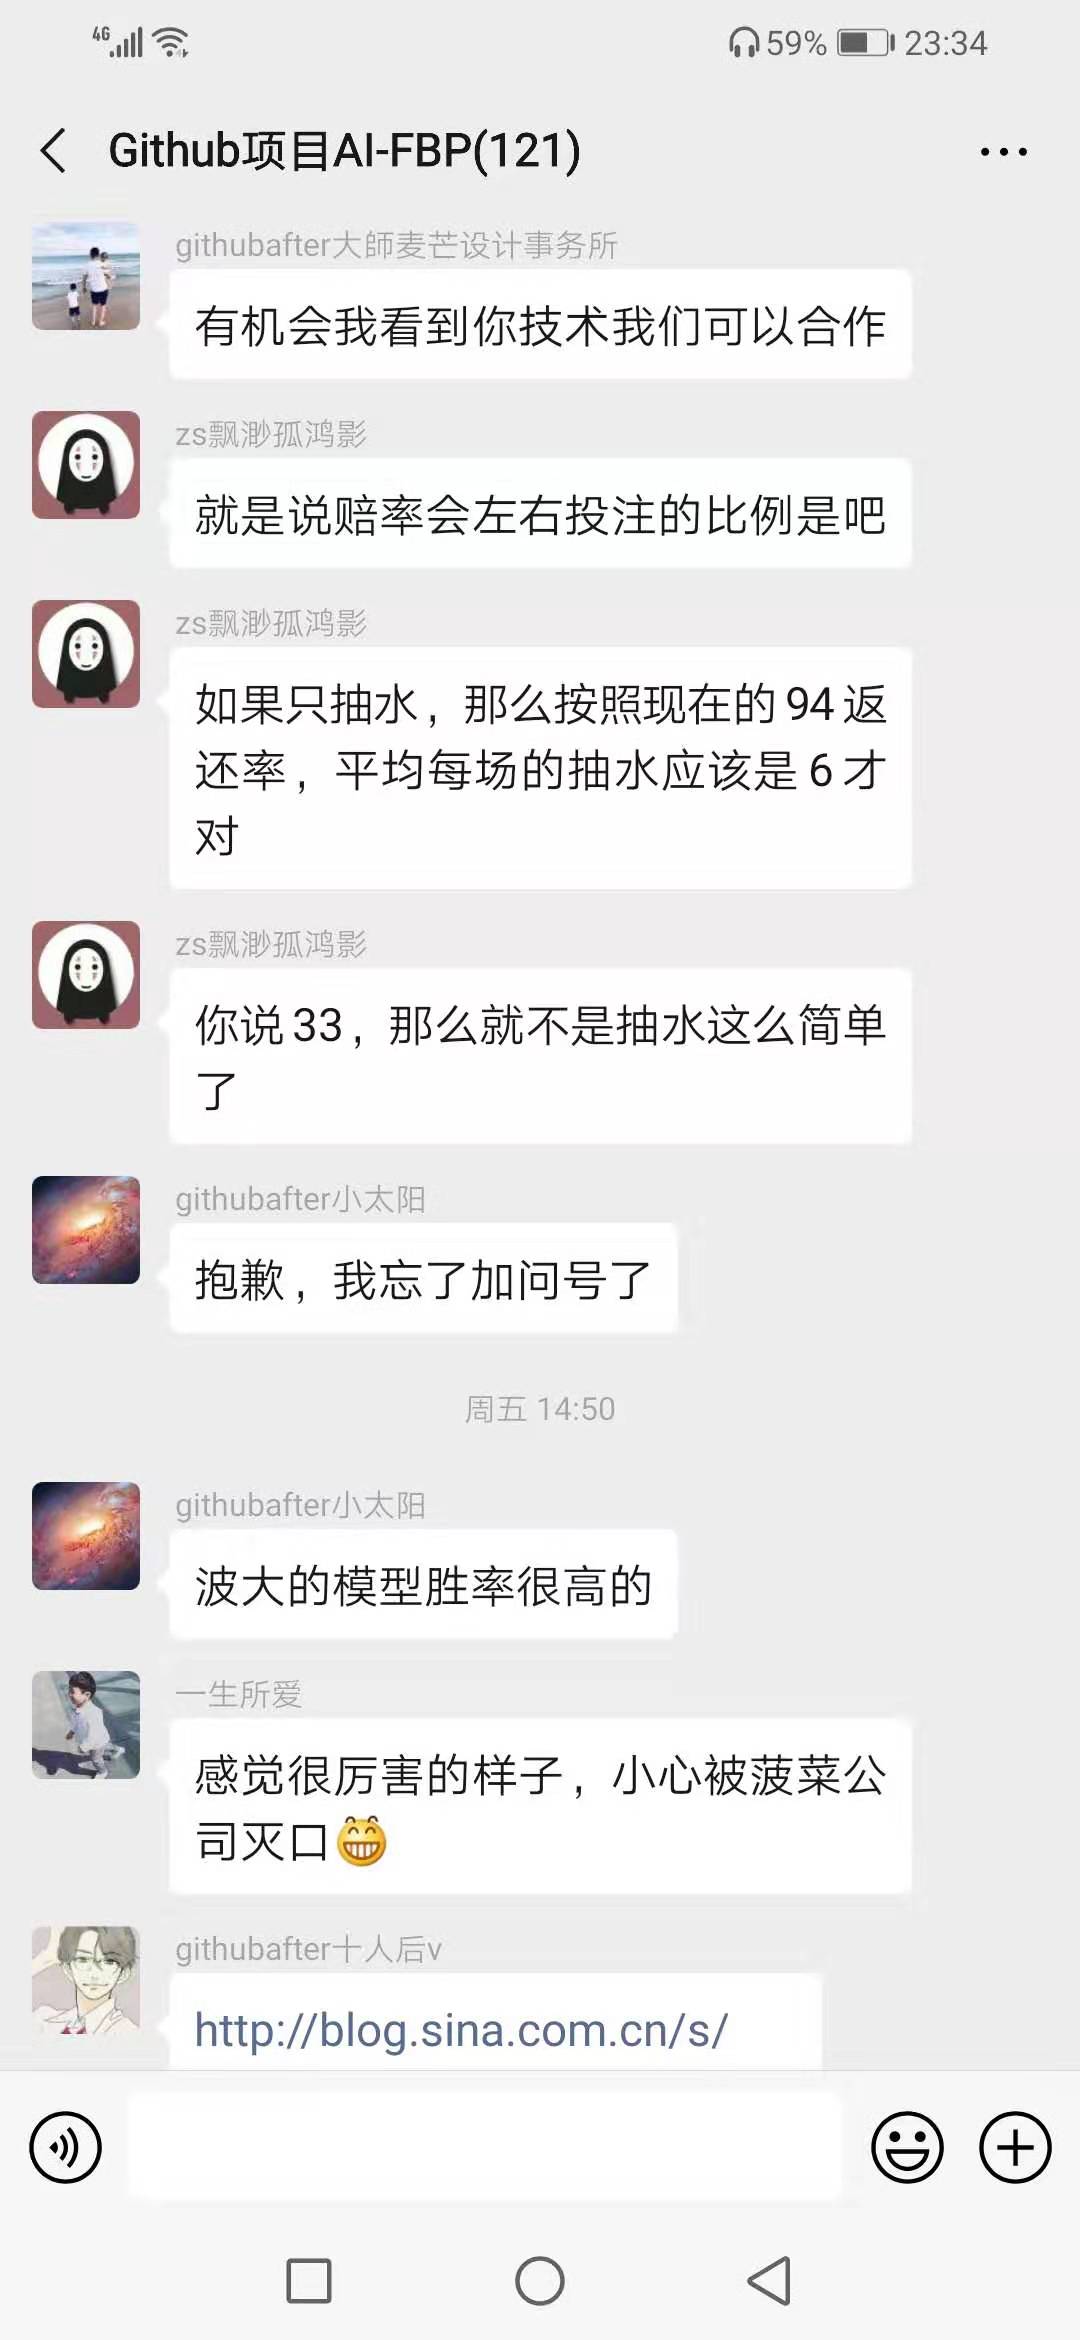 4G 59% 23:34
Github项目AI-FBP(121)
githubafter大師麦芒设计事务所
有机会我看到你技术我们可以合作
zs飘渺孤鸿影
就是说赔率会左右投注的比例是吧
zs飘渺孤鸿影
如果只抽水，那么按照现在的94返
还率，平均每场的抽水应该是6才
对
zs飘渺孤鸿影
你说33，那么就不是抽水这么简单
了
githubafter小太阳
抱歉，我忘了加问号了
周五 14:50
githubafter小太阳
波大的模型胜率很高的
一生所爱
感觉很厉害的样子，小心被菠菜公
司灭口😁
githubafter十人后v
http://blog.sina.com.cn/s/